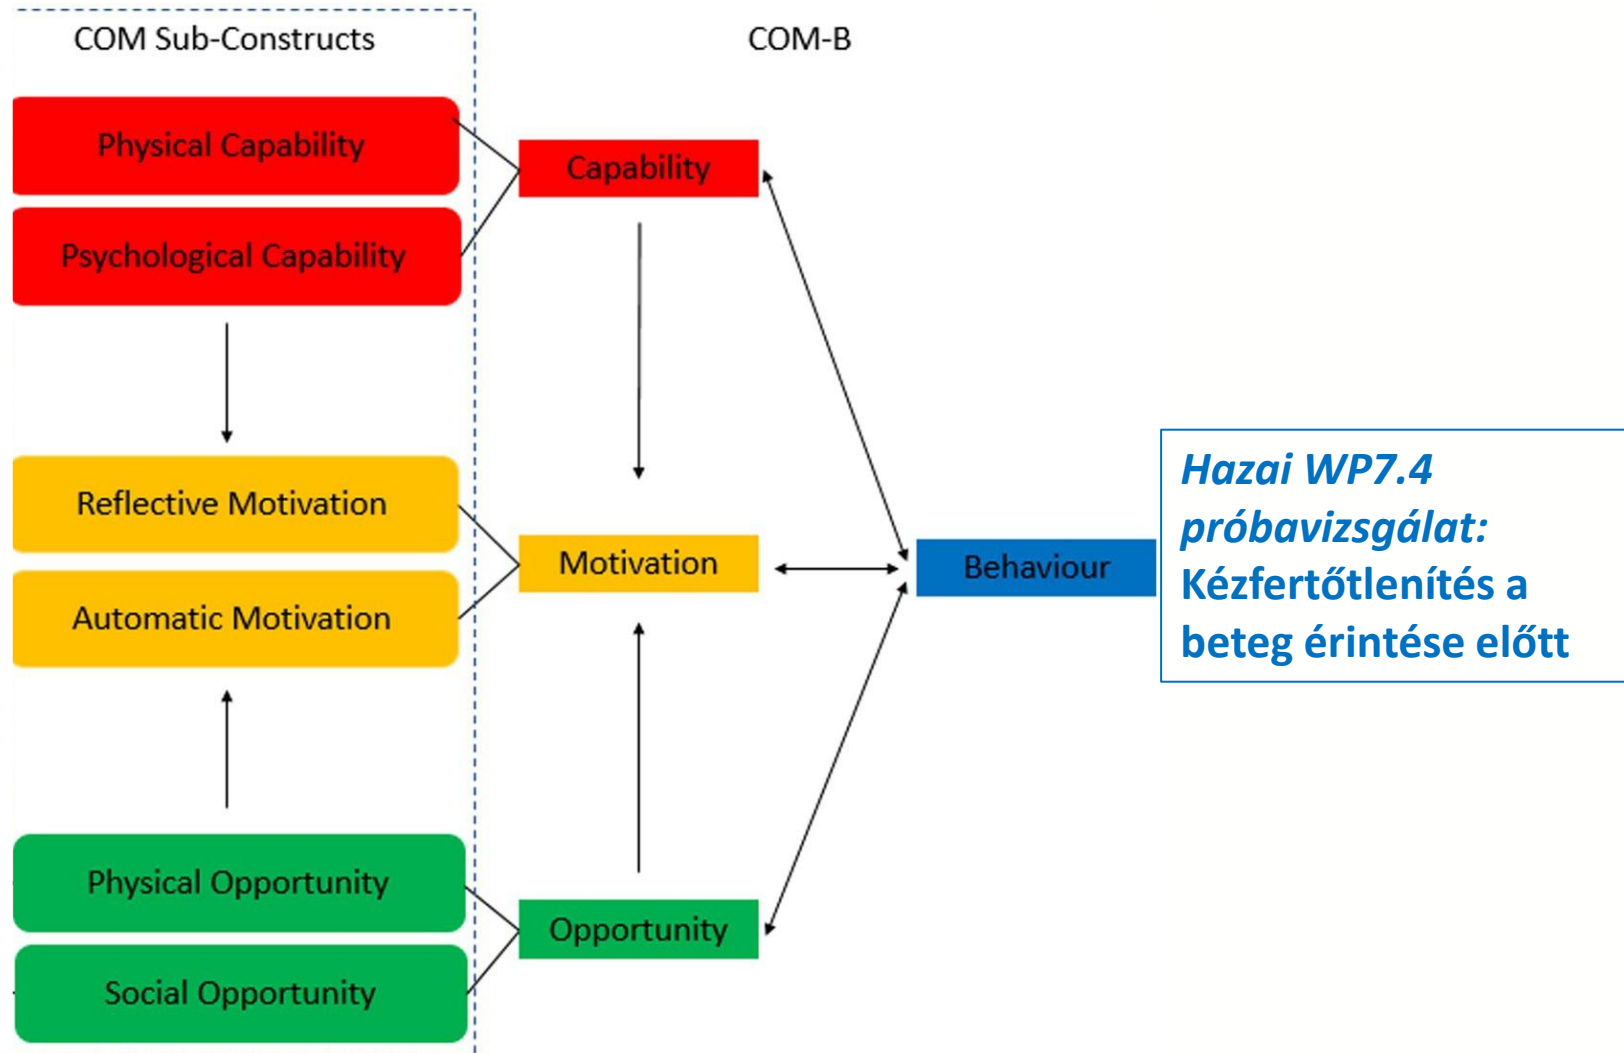 COM Sub-Constructs
COM-B
Physical Capability
Psychological Capability
Capability
Reflective Motivation
Automatic Motivation
Motivation
Behaviour
Hazai WP7.4
próbavizsgálat:
Kézfertőtlenítés a
beteg érintése előtt
Physical Opportunity
Social Opportunity
Opportunity